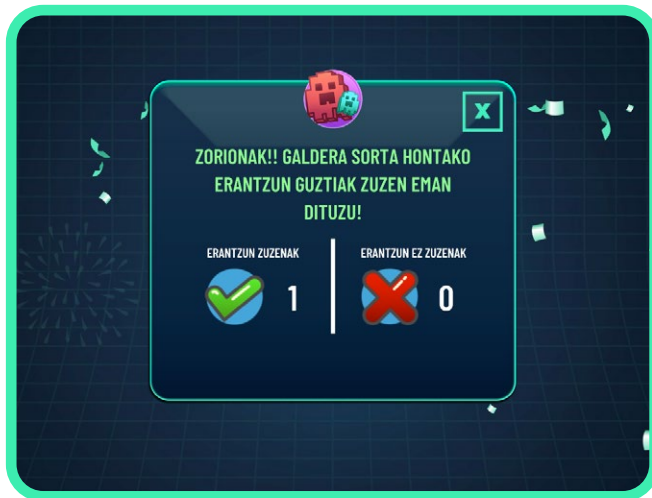 X
ZORIONAK!! GALDERA SORTA HONTAKO
ERANTZUN GUZTIAK ZUZEN EMAN
DITUZU!
ERANTZUN ZUZENAK
1
ERANTZUN EZ ZUZENAK
0